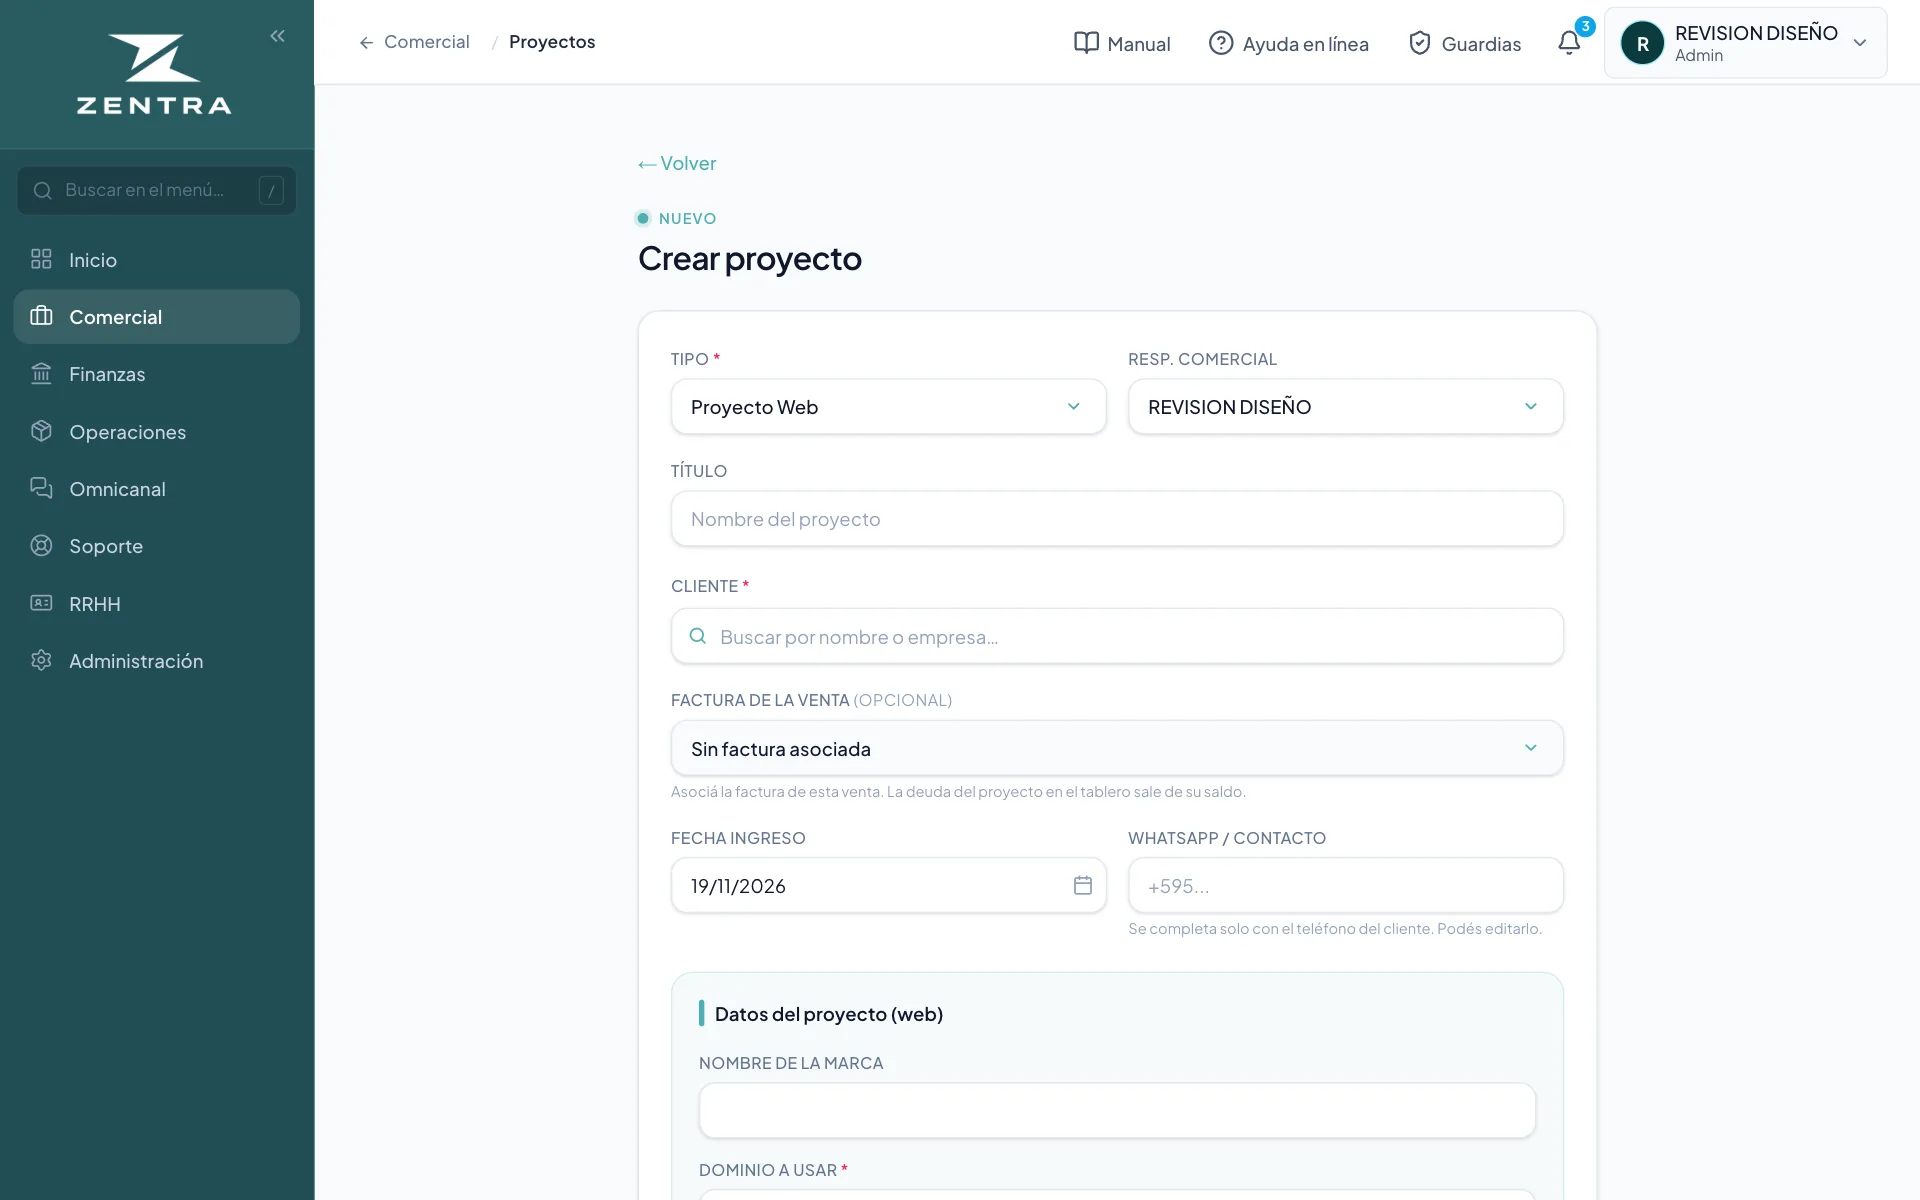 ZENTRA
Buscar en el menú... /
Inicio
Comercial
Finanzas
Operaciones
Omnicanal
Soporte
RRHH
Administración
← Comercial / Proyectos
Manual
Ayuda en línea
Guardias
3
R
REVISION DISEÑO
Admin
← Volver
NUEVO
Crear proyecto
TIPO *
Proyecto Web
RESP. COMERCIAL
REVISION DISEÑO
TÍTULO
Nombre del proyecto
CLIENTE *
Buscar por nombre o empresa...
FACTURA DE LA VENTA (OPCIONAL)
Sin factura asociada
Asociá la factura de esta venta. La deuda del proyecto en el tablero sale de su saldo.
FECHA INGRESO
19/11/2026
WHATSAPP / CONTACTO
+595...
Se completa solo con el teléfono del cliente. Podés editarlo.
Datos del proyecto (web)
NOMBRE DE LA MARCA
DOMINIO A USAR *